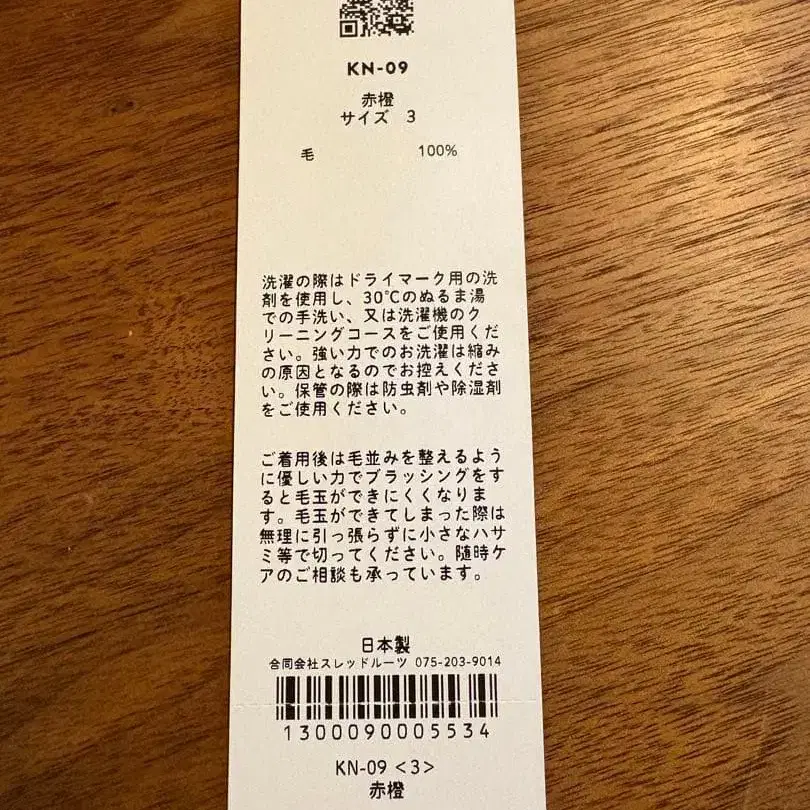 KN-09
赤橙
サイズ 3
毛 100%
洗濯の際はドライマーク用の洗
剤を使用し、30℃のぬるま湯
での手洗い、又は洗濯機のク
リーニングコースをご使用くだ
さい。強い力でのお洗濯は縮み
の原因となるのでお控えくださ
い。保管の際は防虫剤や除湿剤
をご使用ください。
ご着用後は毛並みを整えるよう
に優しい力でブラッシングをす
ると毛玉ができにくくなりま
す。毛玉ができてしまった際は
無理に引っ張らずに小さなハサ
ミ等で切ってください。随時ケ
アのご相談も承っています。
日本製
合同会社スレッドルーツ 075-203-9014
1300090005534
KN-09 <3>
赤橙